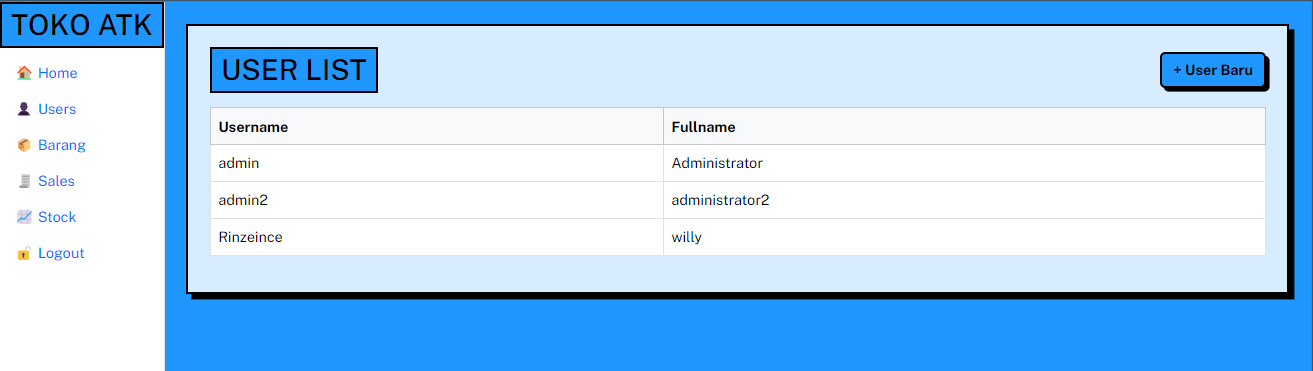 TOKO ATK
Home
Users
Barang
Sales
Stock
Logout
USER LIST
+ User Baru
Username Fullname
admin Administrator
admin2 administrator2
Rinzeince willy